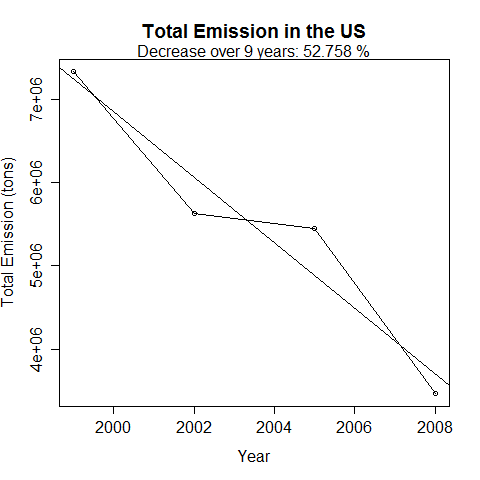 Total Emission in the US
Decrease over 9 years: 52.758 %
Total Emission (tons)
7e+06
6e+06
5e+06
4e+06
2000 2002 2004 2006 2008
Year